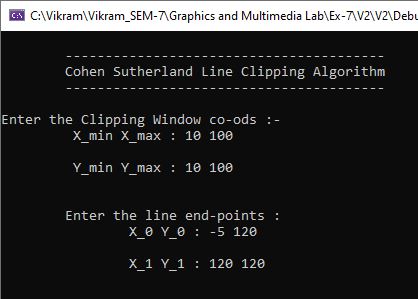 C:\Vikram\Vikram_SEM-7\Graphics and Multimedia Lab\Ex-7\V2\V2\Debu
----------------------------------------
Cohen Sutherland Line Clipping Algorithm
----------------------------------------
Enter the Clipping Window co-ods :-
X_min X_max : 10 100
Y_min Y_max : 10 100
Enter the line end-points :
X_0 Y_0 : -5 120
X_1 Y_1 : 120 120